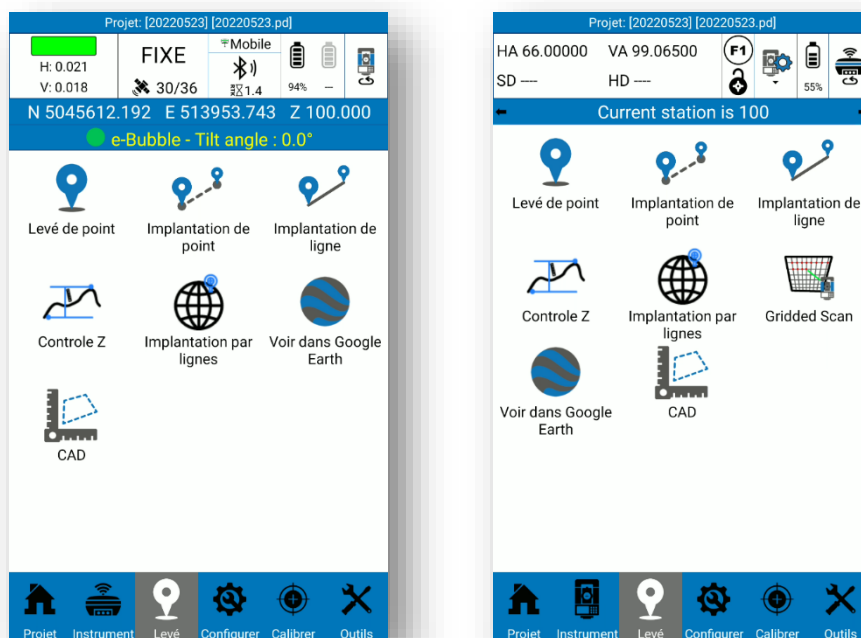 Projet: [20220523] [20220523.pd]
H: 0.021
V: 0.018
FIXE
30/36
Mobile
1.4
94%
--
N 5045612.192 E 513953.743 Z 100.000
e-Bubble - Tilt angle : 0.0°
Levé de point
Implantation de
point
Implantation de
ligne
Controle Z
Implantation par
lignes
Voir dans Google
Earth
CAD
Projet
Instrument
Levé
Configurer
Calibrer
Outils
Projet: [20220523] [20220523.pd]
HA 66.00000 VA 99.06500
SD ---- HD ----
F1
55%
Current station is 100
Levé de point
Implantation de
point
Implantation de
ligne
Controle Z
Implantation par
lignes
Gridded Scan
Voir dans Google
Earth
CAD
Projet
Instrument
Levé
Configurer
Calibrer
Outils